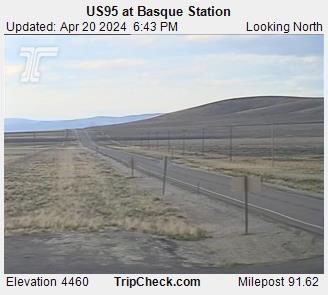 US95 at Basque Station
Updated: Apr 20 2024 6:43 PM Looking North
Elevation 4460 TripCheck.com Milepost 91.62